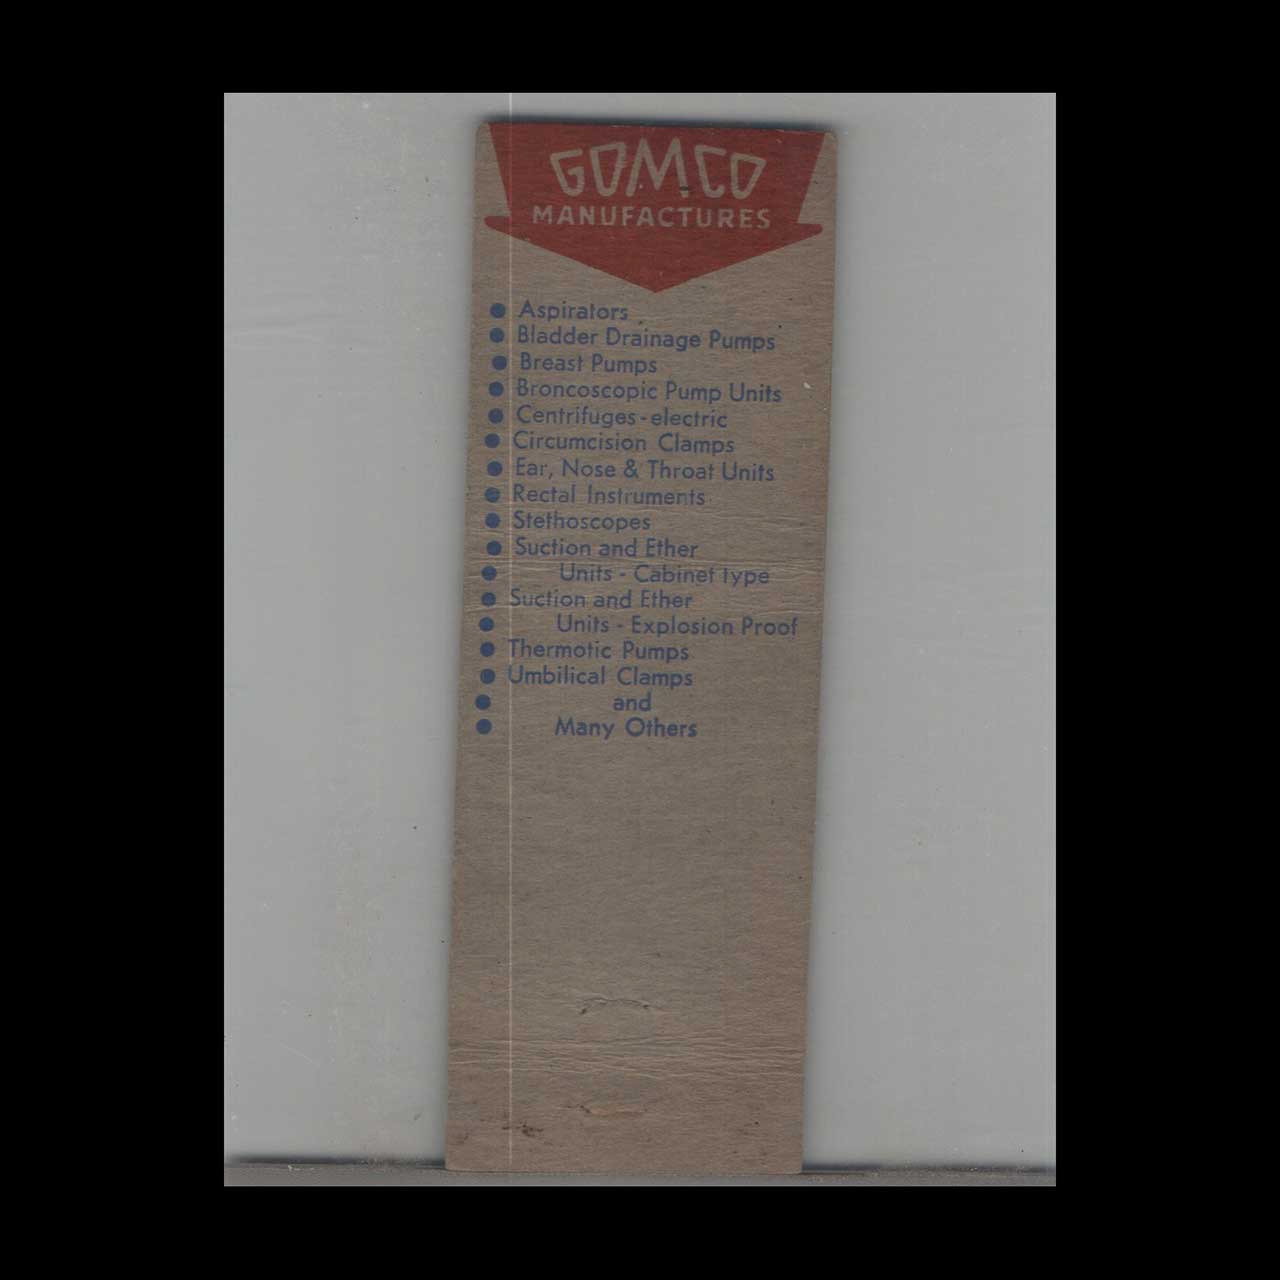 GOMCO
MANUFACTURES
● Aspirators
● Bladder Drainage Pumps
● Breast Pumps
● Broncoscopic Pump Units
● Centrifuges - electric
● Circumcision Clamps
● Ear, Nose & Throat Units
● Rectal Instruments
● Stethoscopes
● Suction and Ether
● Units - Cabinet type
● Suction and Ether
● Units - Explosion Proof
● Thermotic Pumps
● Umbilical Clamps
● and
● Many Others